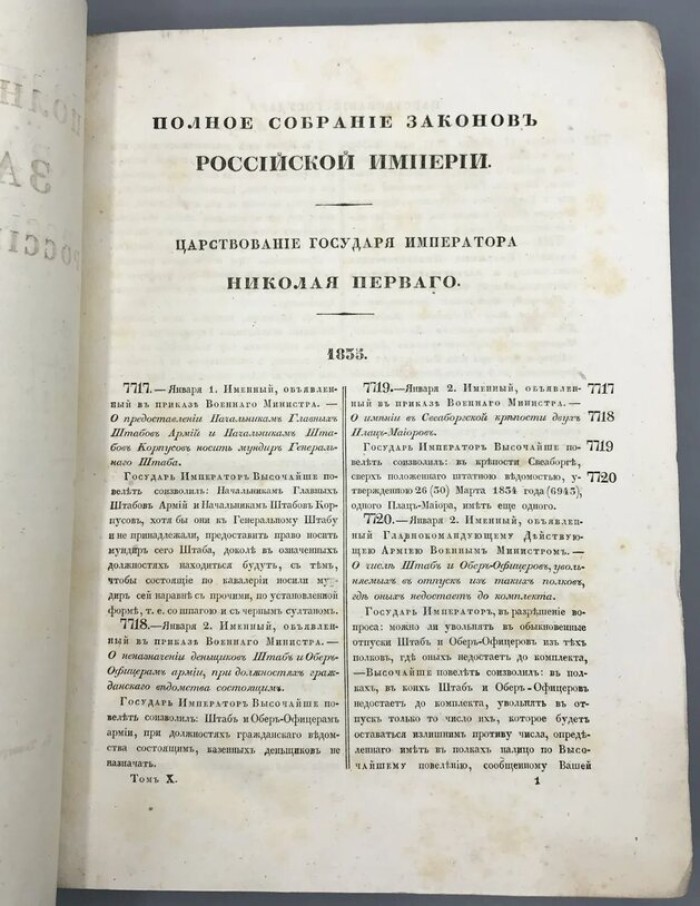 ПОЛНОЕ СОБРАНІЕ ЗАКОНОВЪ
РОССІЙСКОЙ ИМПЕРІИ.
ЦАРСТВОВАНІЕ ГОСУДАРЯ ИМПЕРАТОРА
НИКОЛАЯ ПЕРВАГО.
1835.
7717.—Января 1. Именный, объявлен-
ный въ приказѣ Военнаго Министра. —
О предоставленіи Начальникамъ Главныхъ
Штабовъ Армій и Начальникамъ Шта-
бовъ Корпусовъ носить мундиръ Генераль-
наго Штаба.
Государь Императоръ Высочайше по-
велѣть соизволилъ: Начальникамъ Главныхъ
Штабовъ Армій и Начальникамъ Штабовъ Кор-
пусовъ, хотя бы они къ Генеральному Штабу
и не принадлежали, предоставить право носить
мундиръ сего Штаба, доколѣ въ означенныхъ
должностяхъ находиться будутъ, съ тѣмъ,
чтобы состоящіе по кавалеріи носили мун-
диръ сей наравнѣ съ прочими, по установленной
формѣ, т. е. со шпагою и съ чернымъ султаномъ.
7718.—Января 2. Именный, объявлен-
ный въ приказѣ Военнаго Министра. —
О неназначеніи деньщиковъ Штабъ и Оберъ-
Офицерамъ арміи, при должностяхъ граж-
данскаго вѣдомства состоящимъ.
Государь Императоръ Высочайше по-
велѣть соизволилъ: Штабъ и Оберъ-Офицерамъ
арміи, при должностяхъ гражданскаго вѣдом-
ства состоящимъ, казенныхъ деньщиковъ не
назначать.
Томъ X.
7719.—Января 2. Именный, объявлен-
ный въ приказѣ Военнаго Министра. —
О имѣніи въ Свеаборгской крѣпости двухъ
Плацъ-Маіоровъ.
Государь Императоръ Высочайше по-
велѣть соизволилъ: въ крѣпости Свеаборгѣ,
сверхъ положеннаго штатною вѣдомостью, у-
твержденною 26 (30) Марта 1834 года (6943),
одного Плацъ-Маіора, имѣть еще одного.
7720.—Января 2. Именный, объявлен-
ный Главнокомандующему Дѣйствую-
щею Арміею Военнымъ Министромъ.—
О числѣ Штабъ и Оберъ-Офицеровъ, уволь-
няемыхъ въ отпускъ изъ такихъ полковъ,
гдѣ оныхъ недостаетъ до комплекта.
Государь Императоръ, въ разрѣшеніе во-
проса: можно ли увольнять въ обыкновенные
отпуски Штабъ и Оберъ-Офицеровъ изъ тѣхъ
полковъ, гдѣ оныхъ недостаетъ до комплекта,
—Высочайше повелѣть соизволилъ: въ пол-
кахъ, въ коихъ Штабъ и Оберъ-Офицеровъ
недостаетъ до комплекта, увольнять въ от-
пускъ только то число ихъ, которое будетъ
оставаться излишнимъ противу числа, опредѣ-
леннаго имѣть въ полкахъ налицо по Высо-
чайшему повелѣнію, сообщенному Вашей
1
7717
7718
7719
7720